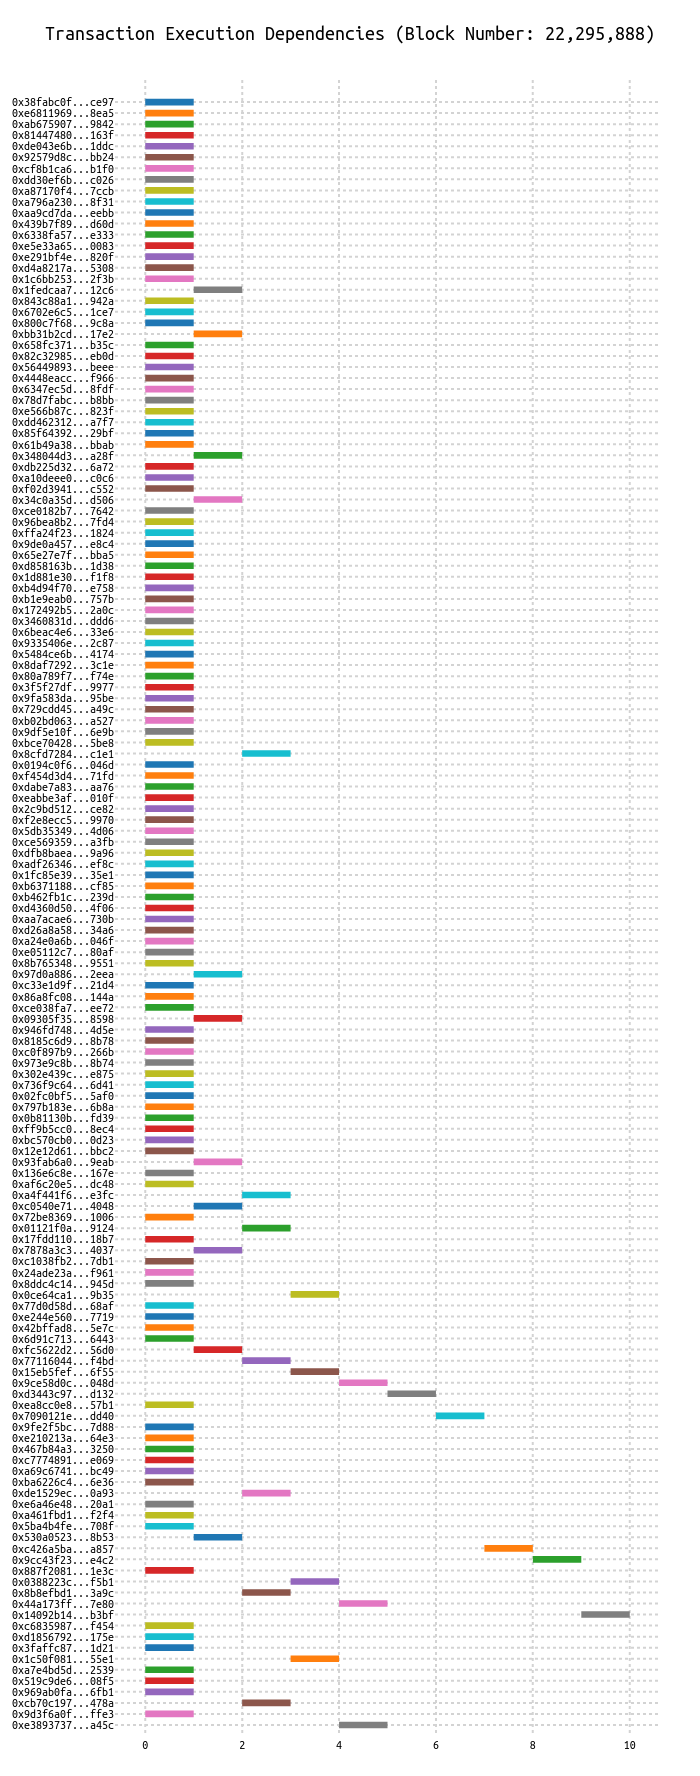 Transaction Execution Dependencies (Block Number: 22,295,888)
0x38fabc0f...ce97
0xe6811969...8ea5
0xab675907...9842
0x81447480...163f
0xde043e6b...1ddc
0x92579d8c...bb24
0xcf8b1ca6...b1f0
0xdd30ef6b...c026
0xa87170f4...7ccb
0xa796a230...8f31
0xaa9cd7da...eebb
0x439b7f89...d60d
0x6338fa57...e333
0xe5e33a65...0083
0xe291bf4e...820f
0xd4a8217a...5308
0x1c6bb253...2f3b
0x1fedcaa7...12c6
0x843c88a1...942a
0x6702e6c5...1ce7
0x800c7f68...9c8a
0xbb31b2cd...17e2
0x658fc371...b35c
0x82c32985...eb0d
0x56449893...beee
0x4448eacc...f966
0x6347ec5d...8fdf
0x78d7fabc...b8bb
0xe566b87c...823f
0xdd462312...a7f7
0x85f64392...29bf
0x61b49a38...bbab
0x348044d3...a28f
0xdb225d32...6a72
0xa10deee0...c0c6
0xf02d3941...c552
0x34c0a35d...d506
0xce0182b7...7642
0x96bea8b2...7fd4
0xffa24f23...1824
0x9de0a457...e8c4
0x65e27e7f...bba5
0xd858163b...1d38
0x1d881e30...f1f8
0xb4d94f70...e758
0xb1e9eab0...757b
0x172492b5...2a0c
0x3460831d...ddd6
0x6beac4e6...33e6
0x9335406e...2c87
0x5484ce6b...4174
0x8daf7292...3c1e
0x80a789f7...f74e
0x3f5f27df...9977
0x9fa583da...95be
0x729cdd45...a49c
0xb02bd063...a527
0x9df5e10f...6e9b
0xbce70428...5be8
0x8cfd7284...c1e1
0x0194c0f6...046d
0xf454d3d4...71fd
0xdabe7a83...aa76
0xeabbe3af...010f
0x2c9bd512...ce82
0xf2e8ecc5...9970
0x5db35349...4d06
0xce569359...a3fb
0xdfb8baea...9a96
0xadf26346...ef8c
0x1fc85e39...35e1
0xb6371188...cf85
0xb462fb1c...239d
0xd4360d50...4f06
0xaa7acae6...730b
0xd26a8a58...34a6
0xa24e0a6b...046f
0xe05112c7...80af
0x8b765348...9551
0x97d0a886...2eea
0xc33e1d9f...21d4
0x86a8fc08...144a
0xce038fa7...ee72
0x09305f35...8598
0x946fd748...4d5e
0x8185c6d9...8b78
0xc0f897b9...266b
0x973e9c8b...8b74
0x302e439c...e875
0x736f9c64...6d41
0x02fc0bf5...5af0
0x797b183e...6b8a
0x0b81130b...fd39
0xff9b5cc0...8ec4
0xbc570cb0...0d23
0x12e12d61...bbc2
0x93fab6a0...9eab
0x136e6c8e...167e
0xaf6c20e5...dc48
0xa4f441f6...e3fc
0xc0540e71...4048
0x72be8369...1006
0x01121f0a...9124
0x17fdd110...18b7
0x7878a3c3...4037
0xc1038fb2...7db1
0x24ade23a...f961
0x8ddc4c14...945d
0x0ce64ca1...9b35
0x77d0d58d...68af
0xe244e560...7719
0x42bffad8...5e7c
0x6d91c713...6443
0xfc5622d2...56d0
0x77116044...f4bd
0x15eb5fef...6f55
0x9ce58d0c...048d
0xd3443c97...d132
0xea8cc0e8...57b1
0x7090121e...dd40
0x9fe2f5bc...7d88
0xe210213a...64e3
0x467b84a3...3250
0xc7774891...e069
0xa69c6741...bc49
0xba6226c4...6e36
0xde1529ec...0a93
0xe6a46e48...20a1
0xa461fbd1...f2f4
0x5ba4b4fe...708f
0x530a0523...8b53
0xc426a5ba...a857
0x9cc43f23...e4c2
0x887f2081...1e3c
0x0388223c...f5b1
0x8b8efbd1...3a9c
0x44a173ff...7e80
0x14092b14...b3bf
0xc6835987...f454
0xd1856792...175e
0x3faffc87...1d21
0x1c50f081...55e1
0xa7e4bd5d...2539
0x519c9de6...08f5
0x969ab0fa...6fb1
0xcb70c197...478a
0x9d3f6a0f...ffe3
0xe3893737...a45c
0 2 4 6 8 10